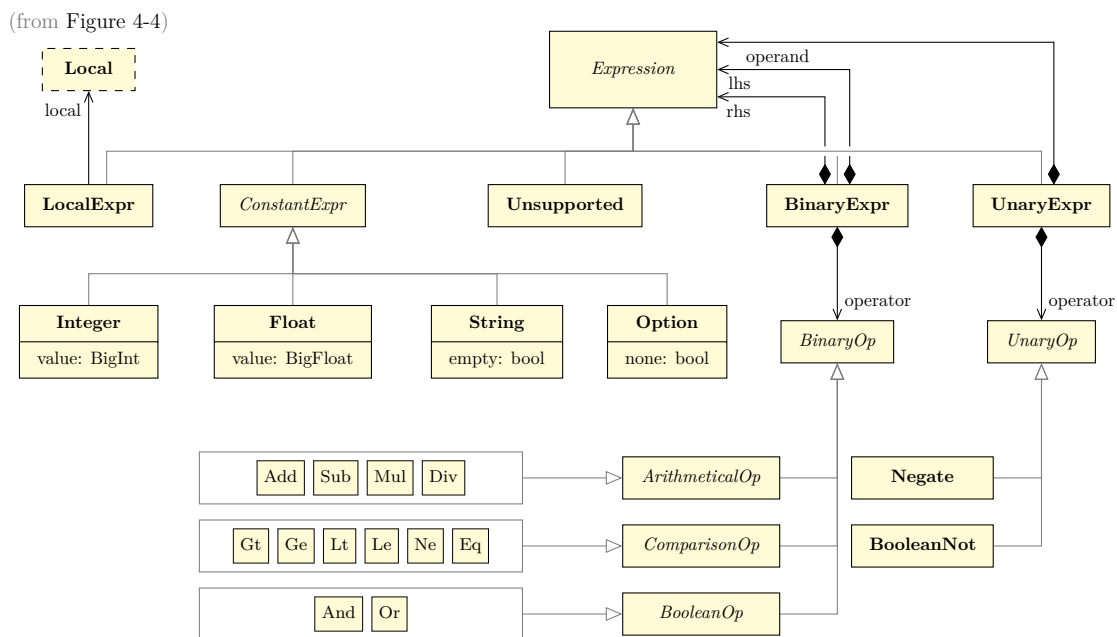 (from Figure 4-4)
Local
Expression
operand
lhs
rhs
local
LocalExpr
ConstantExpr
Unsupported
BinaryExpr
UnaryExpr
operator
operator
Integer
value: BigInt
Float
value: BigFloat
String
empty: bool
Option
none: bool
BinaryOp
UnaryOp
Add Sub Mul Div
ArithmeticalOp
Negate
Gt Ge Lt Le Ne Eq
ComparisonOp
BooleanNot
And Or
BooleanOp